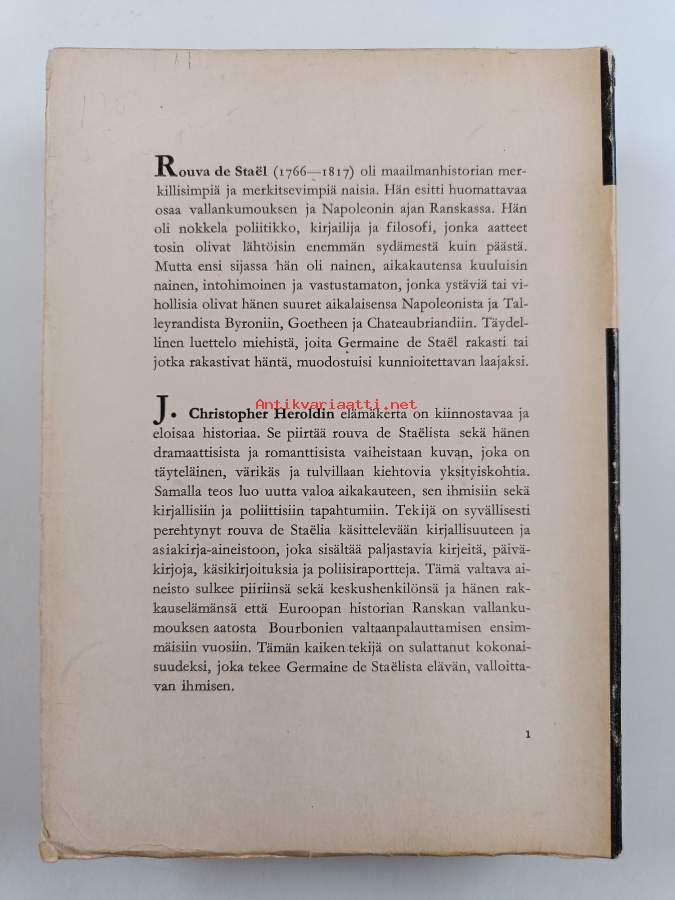 Rouva de Staël (1766—1817) oli maailmanhistorian mer-
killisimpiä ja merkitsevimpiä naisia. Hän esitti huomattavaa
osaa vallankumouksen ja Napoleonin ajan Ranskassa. Hän
oli nokkela poliitikko, kirjailija ja filosofi, jonka aatteet
tosin olivat lähtöisin enemmän sydämestä kuin päästä.
Mutta ensi sijassa hän oli nainen, aikakautensa kuuluisin
nainen, intohimoinen ja vastustamaton, jonka ystäviä tai vi-
hollisia olivat hänen suuret aikalaisensa Napoleonista ja Tal-
leyrandista Byroniin, Goetheen ja Chateaubriandiin. Täydel-
linen luettelo miehistä, joita Germaine de Staël rakasti tai
jotka rakastivat häntä, muodostuisi kunnioitettavan laajaksi.
Antikvariaatti.net
J. Christopher Heroldin elämäkerta on kiinnostavaa ja
eloisaa historiaa. Se piirtää rouva de Staëlista sekä hänen
dramaattisista ja romanttisista vaiheistaan kuvan, joka on
täyteläinen, värikäs ja tulvillaan kiehtovia yksityiskohtia.
Samalla teos luo uutta valoa aikakauteen, sen ihmisiin sekä
kirjallisiin ja poliittisiin tapahtumiin. Tekijä on syvällisesti
perehtynyt rouva de Staëlia käsittelevään kirjallisuuteen ja
asiakirja-aineistoon, joka sisältää paljastavia kirjeitä, päivä-
kirjoja, käsikirjoituksia ja poliisiraportteja. Tämä valtava ai-
neisto sulkee piiriinsä sekä keskushenkilönsä ja hänen rak-
kauselämänsä että Euroopan historian Ranskan vallanku-
mouksen aatosta Bourbonien valtaanpalauttamisen ensim-
mäisiin vuosiin. Tämän kaiken tekijä on sulattanut kokonai-
suudeksi, joka tekee Germaine de Staëlista elävän, valloitta-
van ihmisen.
1